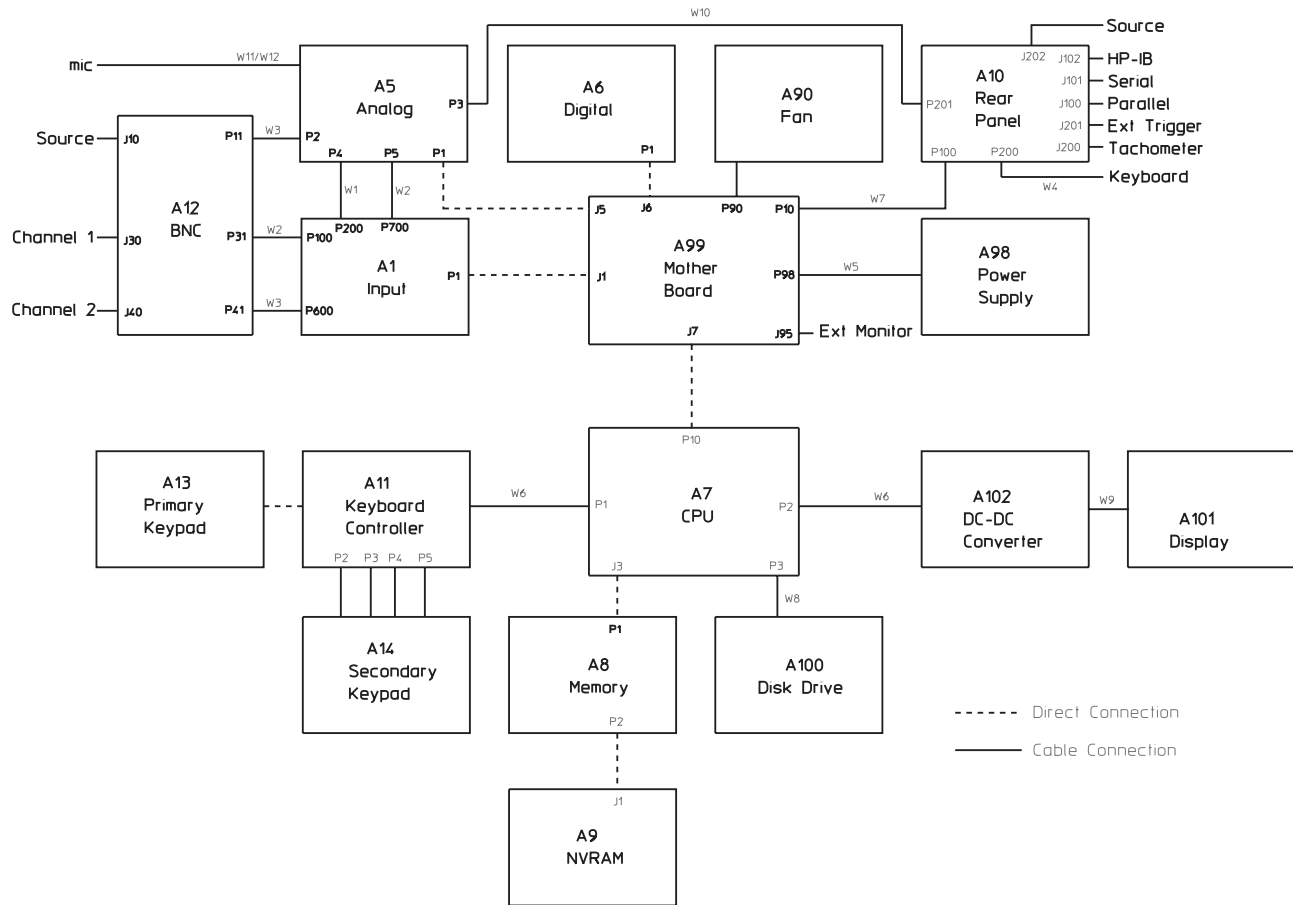 W10
Source
W11/W12
mic
J202
J102
HP-IB
A5
Analog
A6
Digital
A90
Fan
A10
Rear
Panel
J101
Serial
P3
P201
J100
Parallel
J201
Ext Trigger
Source
J10
P11
W3
P2
J200
Tachometer
P4
P5
P1
P1
P100
P200
Keyboard
W4
W1
W2
W7
A12
BNC
J5
J6
P90
P10
P200
P700
Channel 1
J30
P31
W2
P100
A1
Input
P1
J1
A99
Mother
Board
P98
W5
A98
Power
Supply
Channel 2
J40
P41
W3
P600
J7
J95
Ext Monitor
P10
A13
Primary
Keypad
A11
Keyboard
Controller
W6
P1
A7
CPU
P2
W6
A102
DC-DC
Converter
W9
A101
Display
P2
P3
P4
P5
J3
P3
W8
P1
A14
Secondary
Keypad
A8
Memory
A100
Disk Drive
P2
Direct Connection
Cable Connection
J1
A9
NVRAM